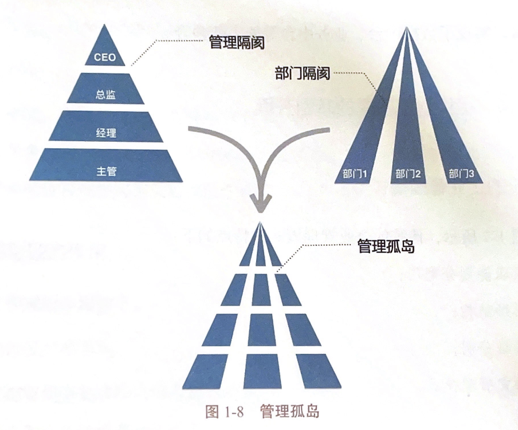 CEO
总监
经理
主管
管理隔阂
部门隔阂
部门1
部门2
部门3
管理孤岛
图 1-8 管理孤岛